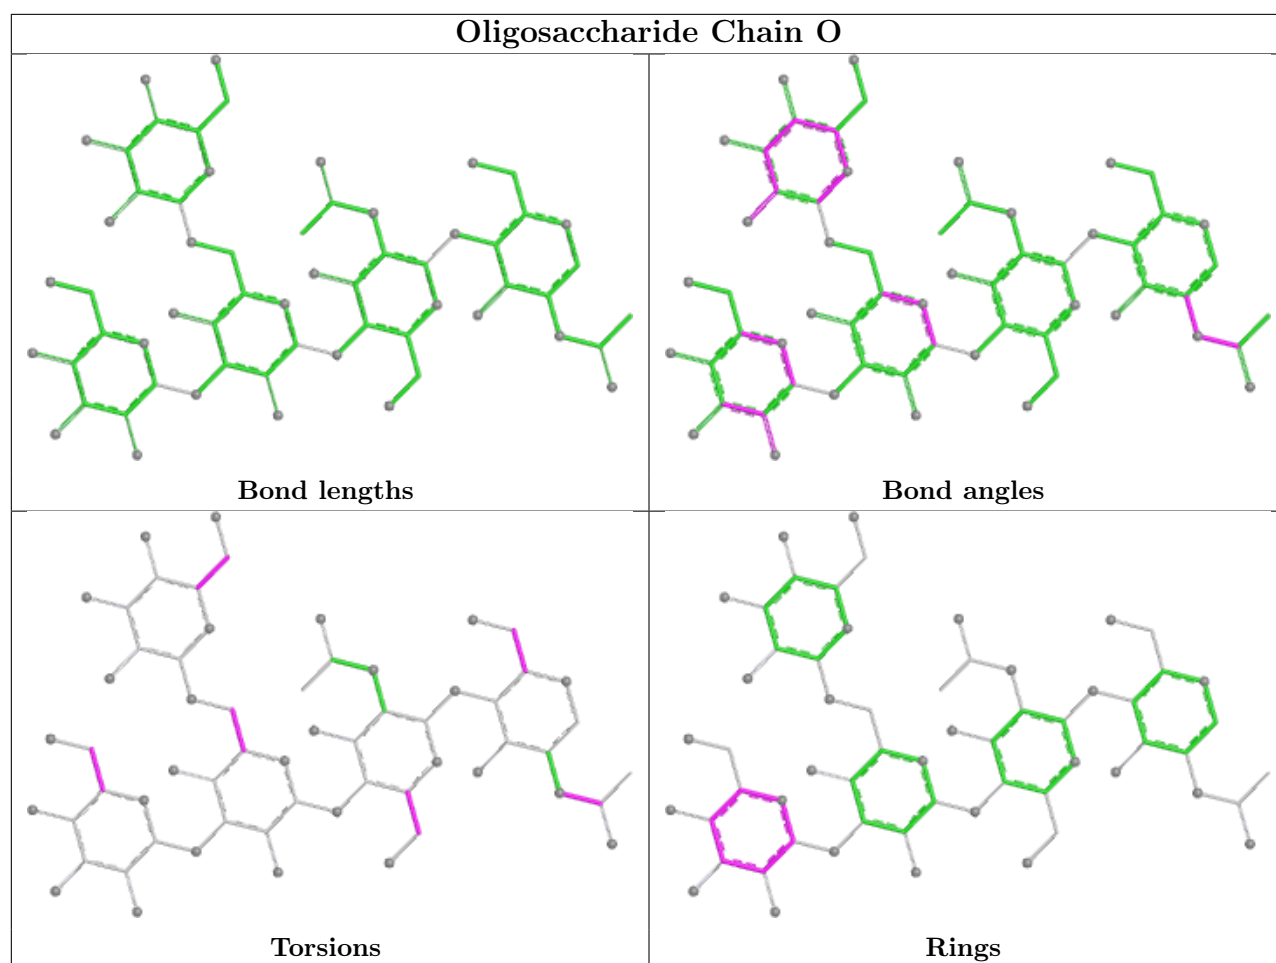 Oligosaccharide Chain O
Bond lengths
Bond angles
Torsions
Rings